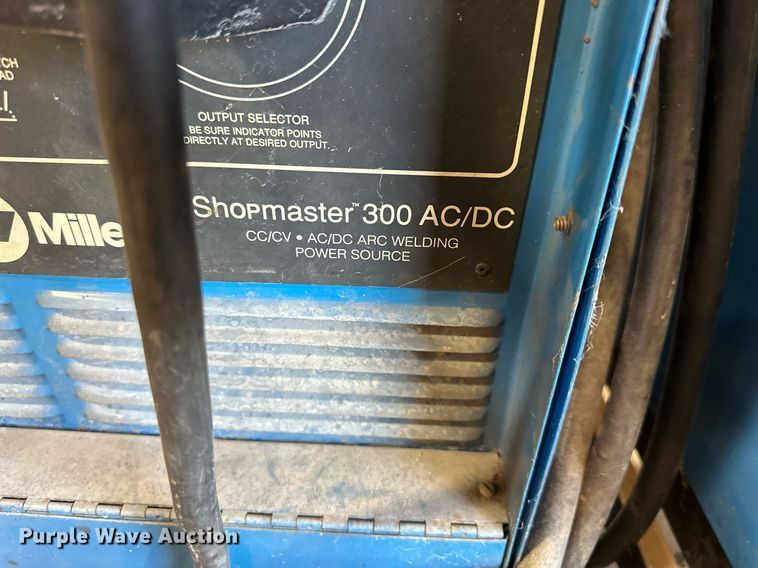 OUTPUT SELECTOR
BE SURE INDICATOR POINTS
DIRECTLY AT DESIRED OUTPUT.
Shopmaster™ 300 AC/DC
CC/CV • AC/DC ARC WELDING
POWER SOURCE
Purple Wave Auction